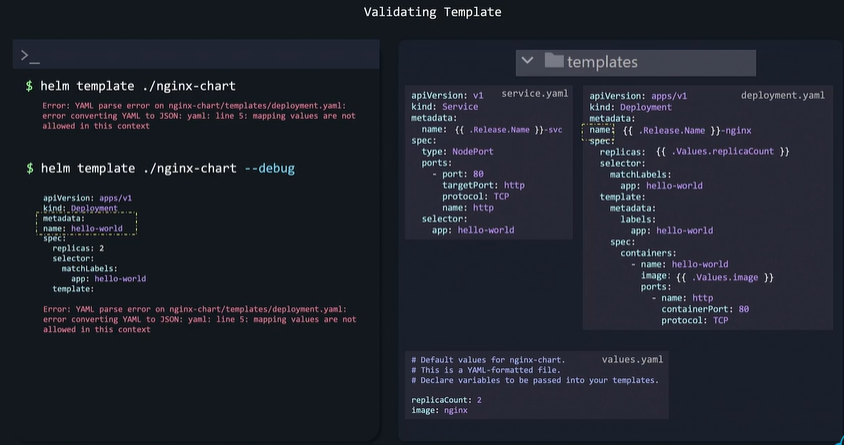 Validating Template
>_
$ helm template ./nginx-chart
Error: YAML parse error on nginx-chart/templates/deployment.yaml:
error converting YAML to JSON: yaml: line 5: mapping values are not
allowed in this context
$ helm template ./nginx-chart --debug
apiVersion: apps/v1
kind: Deployment
metadata:
name: hello-world
spec:
  replicas: 2
  selector:
    matchLabels:
      app: hello-world
  template:
Error: YAML parse error on nginx-chart/templates/deployment.yaml:
error converting YAML to JSON: yaml: line 5: mapping values are not
allowed in this context
templates
service.yaml
apiVersion: v1
kind: Service
metadata:
  name: {{ .Release.Name }}-svc
spec:
  type: NodePort
  ports:
    - port: 80
      targetPort: http
      protocol: TCP
      name: http
  selector:
    app: hello-world
deployment.yaml
apiVersion: apps/v1
kind: Deployment
metadata:
name: {{ .Release.Name }}-nginx
spec:
  replicas: {{ .Values.replicaCount }}
  selector:
    matchLabels:
      app: hello-world
  template:
    metadata:
      labels:
        app: hello-world
    spec:
      containers:
        - name: hello-world
          image: {{ .Values.image }}
          ports:
            - name: http
              containerPort: 80
              protocol: TCP
values.yaml
# Default values for nginx-chart.
# This is a YAML-formatted file.
# Declare variables to be passed into your templates.
replicaCount: 2
image: nginx